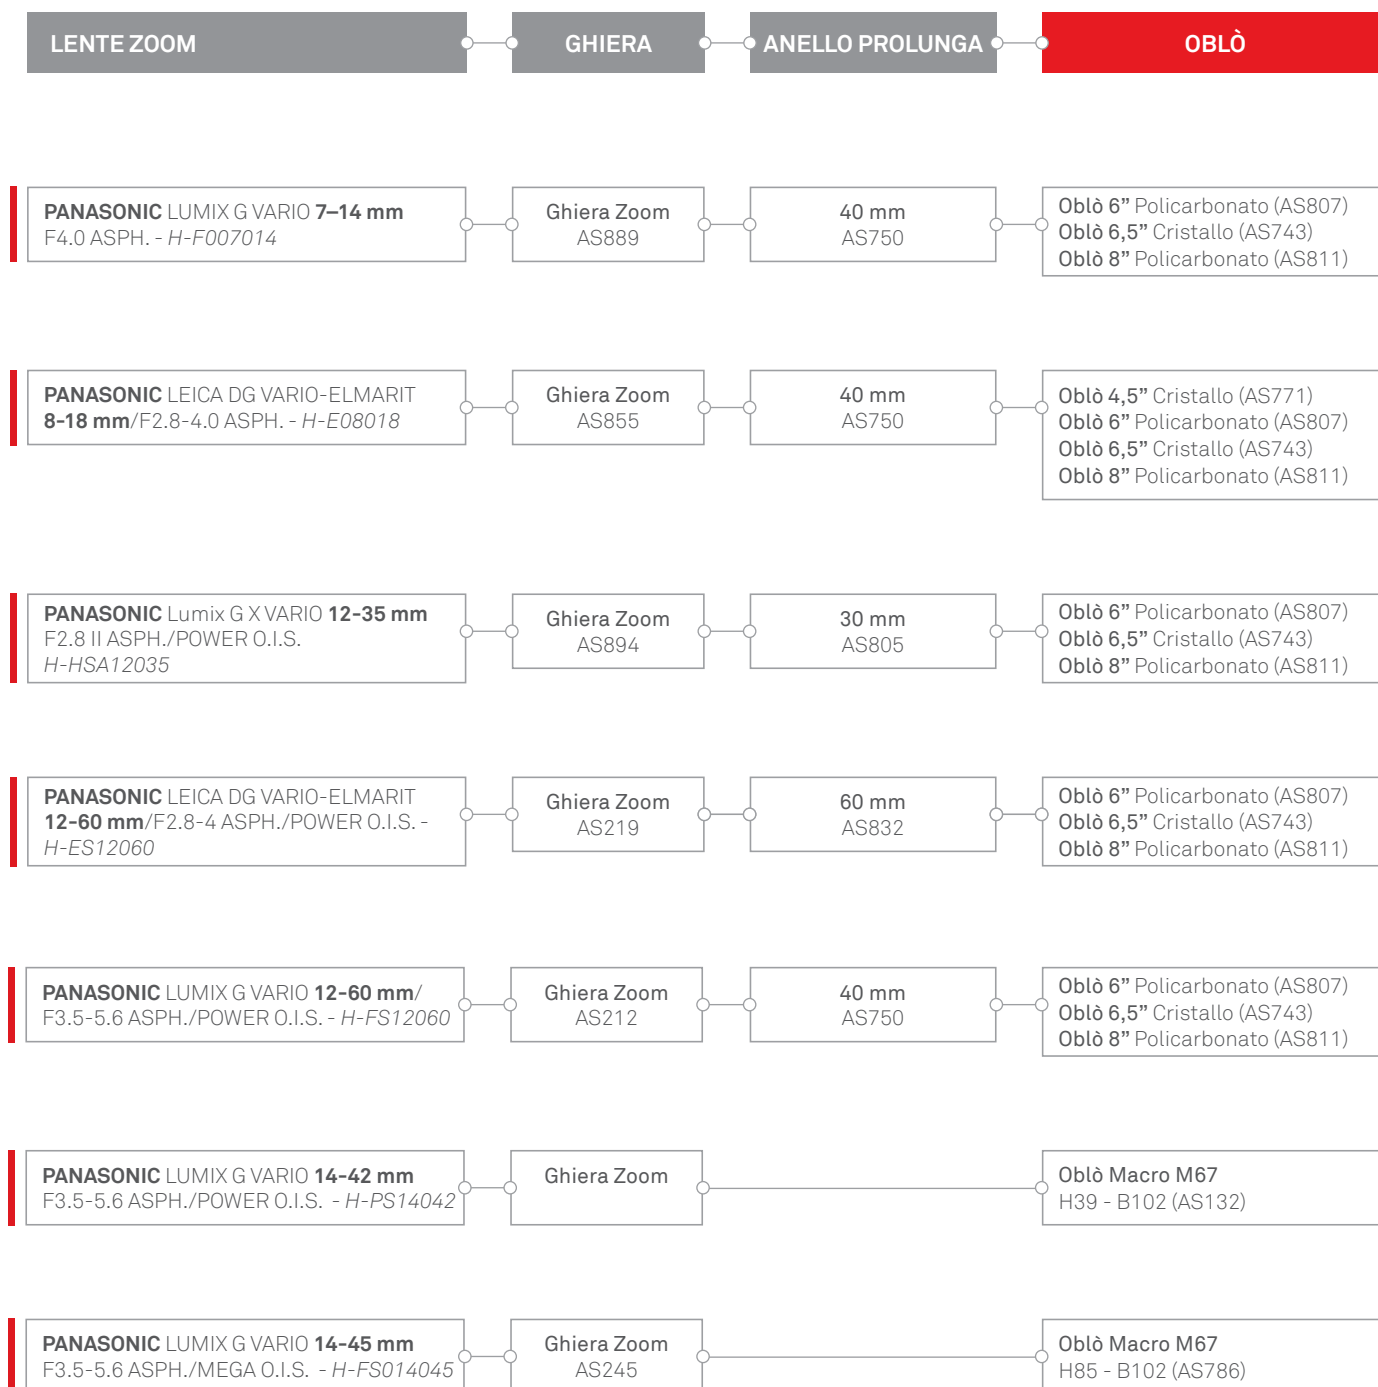 LENTE ZOOM
GHIERA
ANELLO PROLUNGA
OBLÒ
PANASONIC LUMIX G VARIO 7–14 mm
F4.0 ASPH. - H-F007014
Ghiera Zoom
AS889
40 mm
AS750
Oblò 6” Policarbonato (AS807)
Oblò 6,5” Cristallo (AS743)
Oblò 8” Policarbonato (AS811)
PANASONIC LEICA DG VARIO-ELMARIT
8-18 mm/F2.8-4.0 ASPH. - H-E08018
Ghiera Zoom
AS855
40 mm
AS750
Oblò 4,5” Cristallo (AS771)
Oblò 6” Policarbonato (AS807)
Oblò 6,5” Cristallo (AS743)
Oblò 8” Policarbonato (AS811)
PANASONIC Lumix G X VARIO 12-35 mm
F2.8 II ASPH./POWER O.I.S.
H-HSA12035
Ghiera Zoom
AS894
30 mm
AS805
Oblò 6” Policarbonato (AS807)
Oblò 6,5” Cristallo (AS743)
Oblò 8” Policarbonato (AS811)
PANASONIC LEICA DG VARIO-ELMARIT
12-60 mm/F2.8-4 ASPH./POWER O.I.S. -
H-ES12060
Ghiera Zoom
AS219
60 mm
AS832
Oblò 6” Policarbonato (AS807)
Oblò 6,5” Cristallo (AS743)
Oblò 8” Policarbonato (AS811)
PANASONIC LUMIX G VARIO 12-60 mm/
F3.5-5.6 ASPH./POWER O.I.S. - H-FS12060
Ghiera Zoom
AS212
40 mm
AS750
Oblò 6” Policarbonato (AS807)
Oblò 6,5” Cristallo (AS743)
Oblò 8” Policarbonato (AS811)
PANASONIC LUMIX G VARIO 14-42 mm
F3.5-5.6 ASPH./POWER O.I.S. - H-PS14042
Ghiera Zoom
Oblò Macro M67
H39 - B102 (AS132)
PANASONIC LUMIX G VARIO 14-45 mm
F3.5-5.6 ASPH./MEGA O.I.S. - H-FS014045
Ghiera Zoom
AS245
Oblò Macro M67
H85 - B102 (AS786)